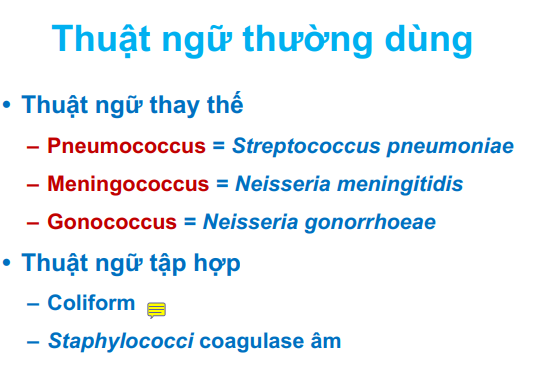 Thuật ngữ thường dùng
• Thuật ngữ thay thế
– Pneumococcus = Streptococcus pneumoniae
– Meningococcus = Neisseria meningitidis
– Gonococcus = Neisseria gonorrhoeae
• Thuật ngữ tập hợp
– Coliform
– Staphylococci coagulase âm